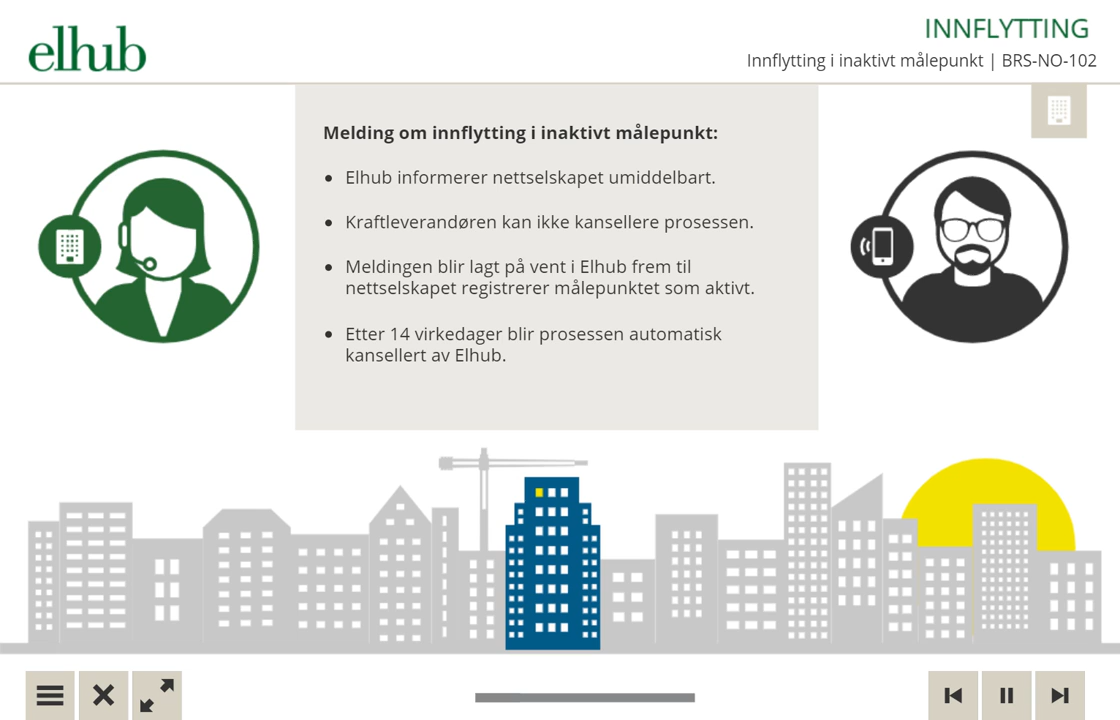 elhub
INNFLYTTING
Innflytting i inaktivt målepunkt | BRS-NO-102
Melding om innflytting i inaktivt målepunkt:
• Elhub informerer nettselskapet umiddelbart.
• Kraftleverandøren kan ikke kansellere prosessen.
• Meldingen blir lagt på vent i Elhub frem til
nettselskapet registrerer målepunktet som aktivt.
• Etter 14 virkedager blir prosessen automatisk
kansellert av Elhub.